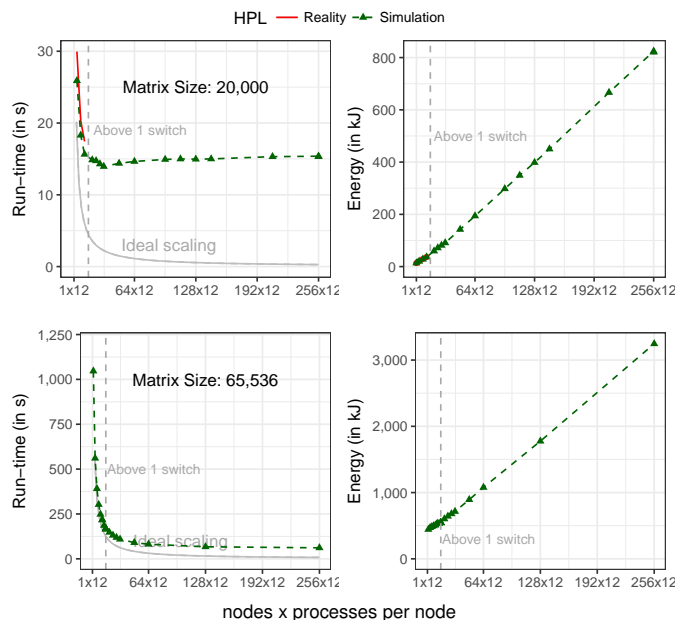 HPL Reality Simulation
30
20
10
0
Run−time (in s)
Matrix Size: 20,000
Above 1 switch
Ideal scaling
1x12 64x12 128x12 192x12 256x12
800
600
400
200
0
Energy (in kJ)
Above 1 switch
1x12 64x12 128x12 192x12 256x12
1,250
1,000
750
500
250
0
Run−time (in s)
Matrix Size: 65,536
Above 1 switch
Ideal scaling
1x12 64x12 128x12 192x12 256x12
3,000
2,000
1,000
0
Energy (in kJ)
Above 1 switch
1x12 64x12 128x12 192x12 256x12
nodes x processes per node